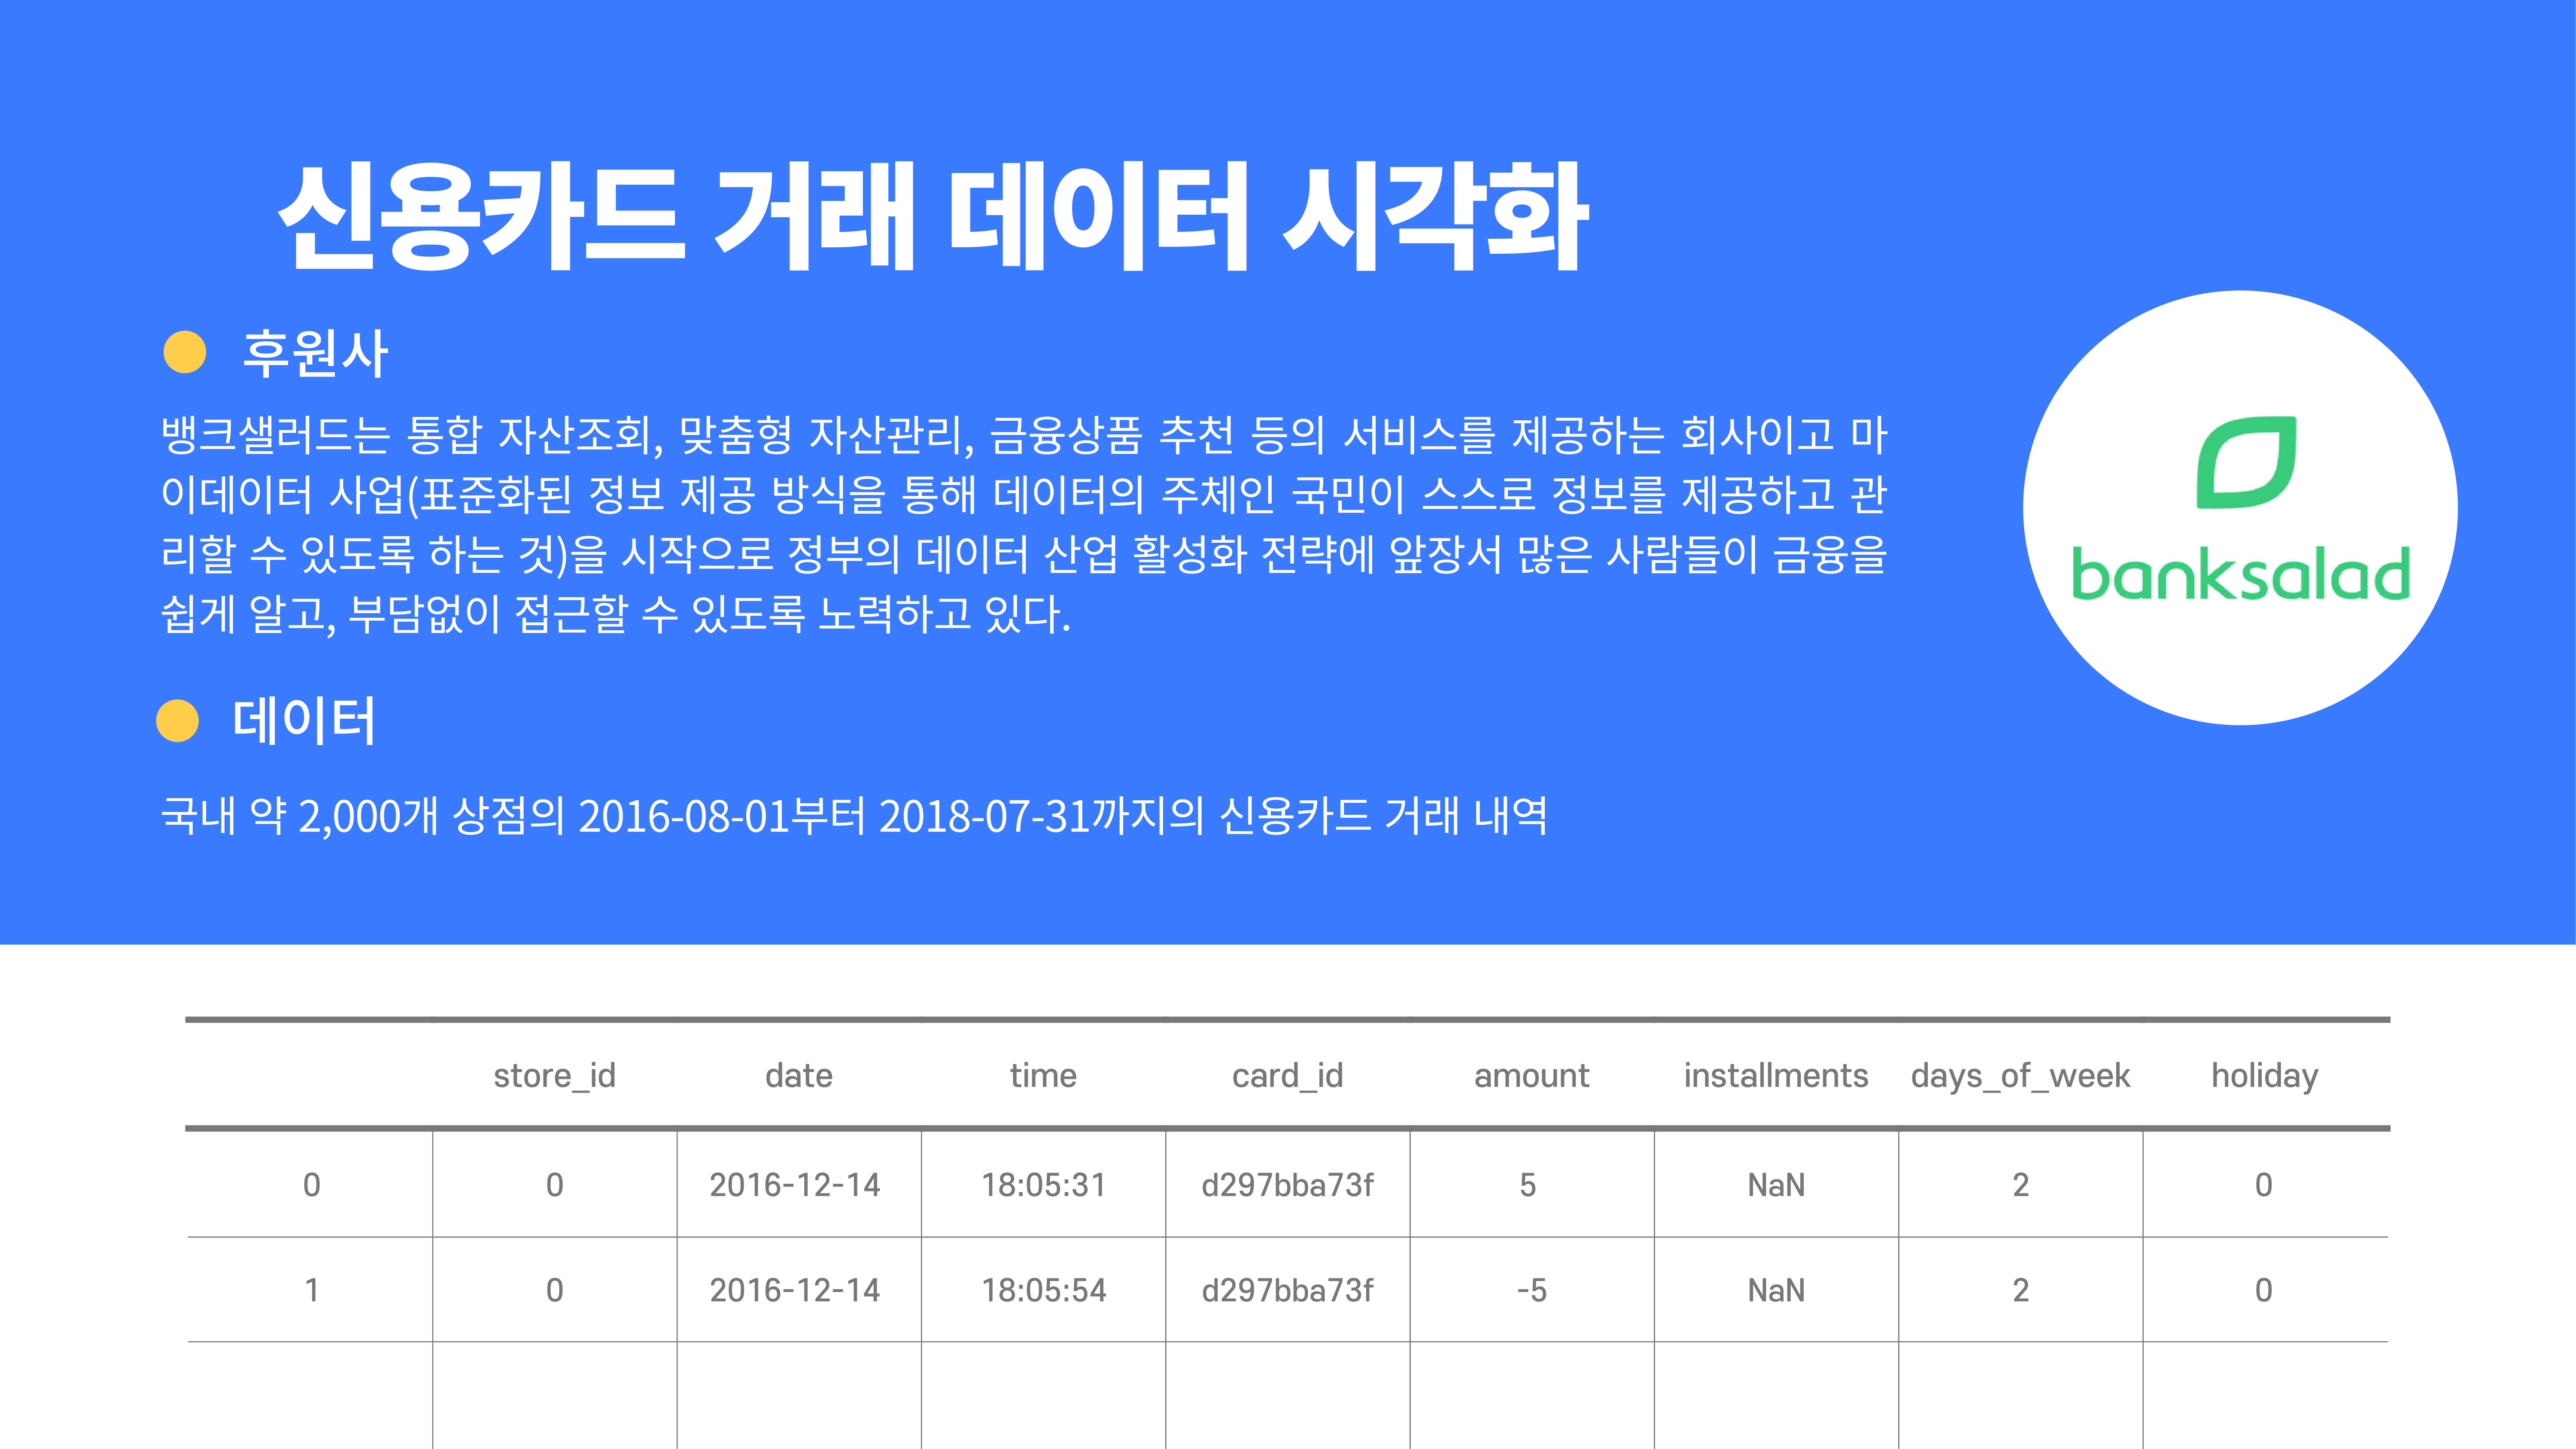 신용카드 거래 데이터 시각화
후원사
뱅크샐러드는 통합 자산조회, 맞춤형 자산관리, 금융상품 추천 등의 서비스를 제공하는 회사이고 마
이데이터 사업(표준화된 정보 제공 방식을 통해 데이터의 주체인 국민이 스스로 정보를 제공하고 관
리할 수 있도록 하는 것)을 시작으로 정부의 데이터 산업 활성화 전략에 앞장서 많은 사람들이 금융을
쉽게 알고, 부담없이 접근할 수 있도록 노력하고 있다.
banksalad
데이터
국내 약 2,000개 상점의 2016-08-01부터 2018-07-31까지의 신용카드 거래 내역
store_id date time card_id amount installments days_of_week holiday
0 0 2016-12-14 18:05:31 d297bba73f 5 NaN 2 0
1 0 2016-12-14 18:05:54 d297bba73f -5 NaN 2 0